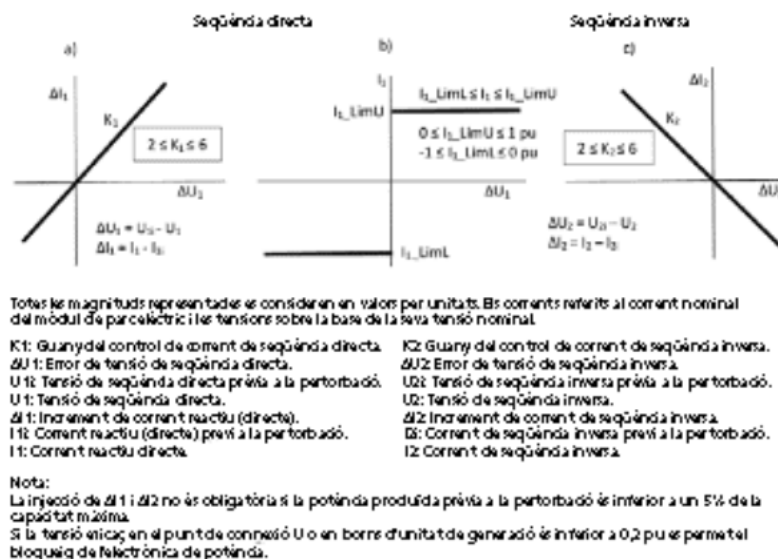 Seqüència directa
Seqüència inversa
a)
b)
c)
ΔI₁
I₁
ΔI₂
K₁
I₁_LimU
I₁_LimL ≤ I₁ ≤ I₁_LimU
K₂
2 ≤ K₁ ≤ 6
0 ≤ I₁_LimU ≤ 1 pu
-1 ≤ I₁_LimL ≤ 0 pu
2 ≤ K₂ ≤ 6
ΔU₁
ΔU₁
ΔU₁ = U₁ᵢ - U₁
ΔI₁ = I₁ - I₁ᵢ
I₁_LimL
ΔU₂ = U₂ᵢ - U₂
ΔI₂ = I₂ - I₂ᵢ
Totes les magnituds representades es consideren en valors per unitats. Els corrents referits al corrent nominal
del mòdul de parc elèctric i les tensions sobre la base de la seva tensió nominal.
K1: Guany del control de corrent de seqüència directa.
ΔU1: Error de tensió de seqüència directa.
U1i: Tensió de seqüència directa prèvia a la pertorbació.
U1: Tensió de seqüència directa.
ΔI1: Increment de corrent reactiu (directe).
I1i: Corrent reactiu (directe) previ a la pertorbació.
I1: Corrent reactiu directe.
K2: Guany del control de corrent de seqüència inversa.
ΔU2: Error de tensió de seqüència inversa.
U2i: Tensió de seqüència inversa prèvia a la pertorbació.
U2: Tensió de seqüència inversa.
ΔI2: Increment de corrent de seqüència inversa.
I2i: Corrent de seqüència inversa previ a la pertorbació.
I2: Corrent de seqüència inversa.
Nota:
La injecció de ΔI1 i ΔI2 no és obligatòria si la potència produïda prèvia a la pertorbació és inferior a un 5% de la
capacitat màxima.
Si la tensió eficaç en el punt de connexió U o en borns d'unitat de generació és inferior a 0,2 pu es permet el
bloqueig de l'electrònica de potència.